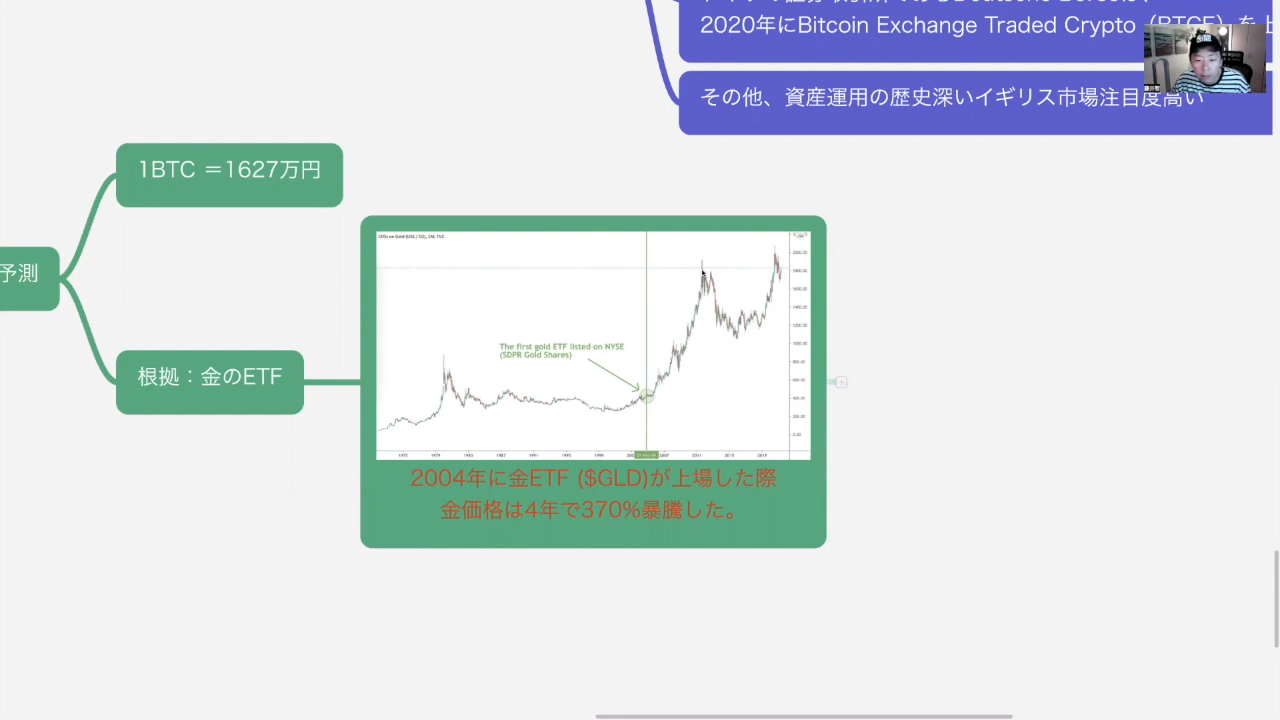 2020年にBitcoin Exchange Traded Crypto（BTCE）を上
その他、資産運用の歴史深いイギリス市場注目度高い
1BTC ＝1627万円
予測
根拠：金のETF
The first gold ETF listed on NYSE
(SDPR Gold Shares)
2004年に金ETF ($GLD)が上場した際
金価格は4年で370%暴騰した。